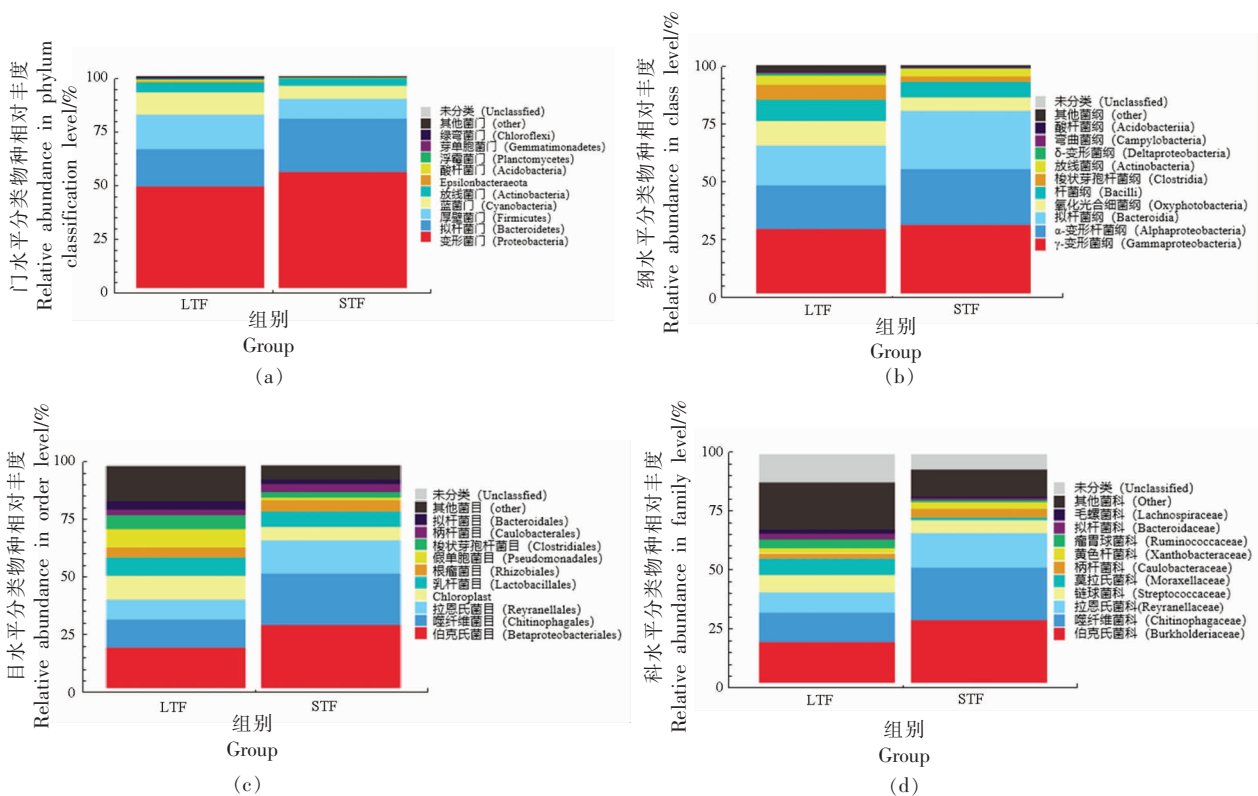 门水平分类物种相对丰度
Relative abundance in phylum
classification level/%
100
75
50
25
0
LTF
STF
组别
Group
(a)
未分类 (Unclassfied)
其他菌门 (other)
绿弯菌门 (Chloroflexi)
芽单胞菌门 (Gemmatimonadetes)
浮霉菌门 (Planctomycetes)
酸杆菌门 (Acidobacteria)
Epsilonbacteraeota
放线菌门 (Actinobacteria)
蓝菌门 (Cyanobacteria)
厚壁菌门 (Firmicutes)
拟杆菌门 (Bacteroidetes)
变形菌门 (Proteobacteria)
纲水平分类物种相对丰度
Relative abundance in class level/%
100
75
50
25
0
LTF
STF
组别
Group
(b)
未分类 (Unclassified)
其他菌纲 (other)
酸杆菌纲 (Acidobacteriia)
弯曲菌纲 (Campylobacteria)
δ-变形菌纲 (Deltaproteobacteria)
放线菌纲 (Actinobacteria)
梭状芽孢杆菌纲 (Clostridia)
杆菌纲 (Bacilli)
氧化光合细菌纲 (Oxyphotobacteria)
拟杆菌纲 (Bacteroidia)
α-变形杆菌纲 (Alphaproteobacteria)
γ-变形菌纲 (Gammaproteobacteria)
目水平分类物种相对丰度
Relative abundance in order level/%
100
75
50
25
0
LTF
STF
组别
Group
(c)
未分类 (Unclassfied)
其他菌目 (other)
拟杆菌目 (Bacteroidales)
柄杆菌目 (Caulobacterales)
梭状芽孢杆菌目 (Clostridiales)
假单胞菌目 (Pseudomonadales)
根瘤菌目 (Rhizobiales)
乳杆菌目 (Lactobacillales)
Chloroplast
拉恩氏菌目 (Reyranellales)
噬纤维菌目 (Chitinophagales)
伯克氏菌目 (Betaproteobacteriales)
科水平分类物种相对丰度
Relative abundance in family level/%
100
75
50
25
0
LTF
STF
组别
Group
(d)
未分类 (Unclassified)
其他菌科 (Other)
毛螺菌科 (Lachnospiraceae)
拟杆菌科 (Bacteroidaceae)
瘤胃球菌科 (Ruminococcaceae)
黄色杆菌科 (Xanthobacteraceae)
柄杆菌科 (Caulobacteraceae)
莫拉氏菌科 (Moraxellaceae)
链球菌科 (Streptococcaceae)
拉恩氏菌科(Reyranellaceae)
噬纤维菌科 (Chitinophagaceae)
伯克氏菌科 (Burkholderiaceae)